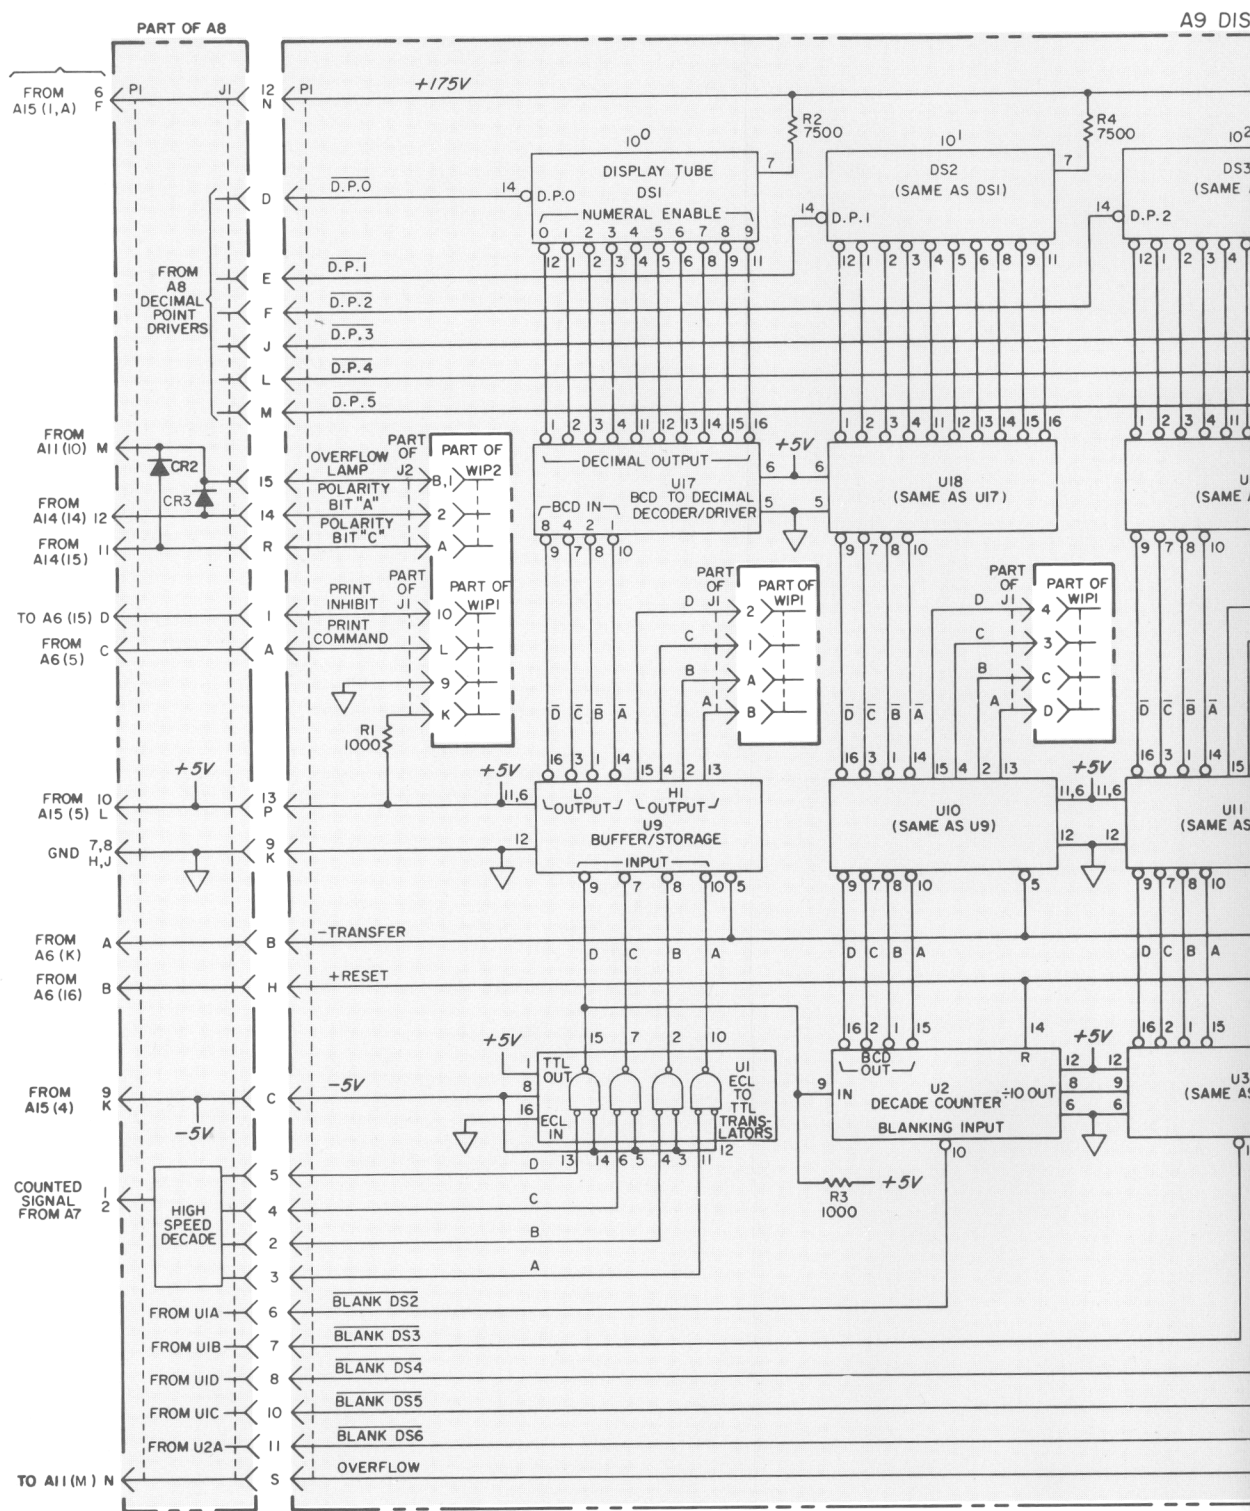 A9 DIS
PART OF A8
FROM
A15 (1,A)
6
F
P1
J1
12
N
P1
+175V
R2
7500
R4
7500
10⁰
10¹
10²
DISPLAY TUBE
DS1
7
14
D.P.0
NUMERAL ENABLE
0 1 2 3 4 5 6 7 8 9
12 1 2 3 4 5 6 8 9 11
DS2
(SAME AS DS1)
7
14
D.P.1
12 1 2 3 4 5 6 8 9 11
DS3
(SAME
14
D.P.2
12 1 2 3 4
FROM
A8
DECIMAL
POINT
DRIVERS
D
D.P.0
E
D.P.1
F
D.P.2
J
D.P.3
L
D.P.4
M
D.P.5
FROM
A11 (10) M
CR2
CR3
FROM
A14 (14) 12
FROM
A14 (15)
11
15
14
R
OVERFLOW
LAMP
POLARITY
BIT "A"
POLARITY
BIT "C"
PART
OF
J2
B,1
2
A
PART OF
W1P2
1 2 3 4 11 12 13 14 15 16
DECIMAL OUTPUT
U17
BCD TO DECIMAL
DECODER/DRIVER
BCD IN
8 4 2 1
9 7 8 10
6
5
+5V
6
5
1 2 3 4 11 12 13 14 15 16
U18
(SAME AS U17)
9 7 8 10
1 2 3 4 11
U
(SAME
9 7 8 10
TO A6 (15) D
1
PRINT
INHIBIT
FROM
A6 (5)
C
A
PRINT
COMMAND
PART
OF
J1
10
L
9
K
PART OF
W1P1
R1
1000
D C B A
16 3 1 14 15 4 2 13
PART
OF
J1
PART OF
W1P1
D 2
C 1
B A
A B
D C B A
16 3 1 14 15 4 2 13
PART
OF
J1
PART OF
W1P1
D 4
C 3
B C
A D
D C B A
16 3 1 14 15
FROM
A15 (5)
10
L
+5V
13
P
+5V
11,6
12
LO
OUTPUT
HI
OUTPUT
U9
BUFFER/STORAGE
INPUT
9 7 8 10 5
U10
(SAME AS U9)
9 7 8 10 5
11,6
12
+5V
11,6
12
U11
(SAME AS
9 7 8 10
GND
7,8
H,J
9
K
FROM
A6 (K)
A
B
-TRANSFER
D C B A
D C B A
D C B A
FROM
A6 (16)
B
H
+RESET
15 7 2 10
16 2 1 15 14
16 2 1 15
+5V
1
8
16
TTL
OUT
ECL
IN
U1
ECL
TO
TTL
TRANS-
LATORS
13 14 6 5 4 3 11 12
9
IN
BCD
OUT
R
U2
DECADE COUNTER
÷10 OUT
BLANKING INPUT
10
12
8
6
+5V
12
9
6
U3
(SAME AS
1
FROM
A15 (4)
9
K
-5V
C
-5V
R3
1000
+5V
COUNTED
SIGNAL
FROM A7
1
2
HIGH
SPEED
DECADE
5
D
4
C
2
B
3
A
FROM U1A
6
BLANK DS2
FROM U1B
7
BLANK DS3
FROM U1D
8
BLANK DS4
FROM U1C
10
BLANK DS5
FROM U2A
11
BLANK DS6
TO A11 (M) N
S
OVERFLOW